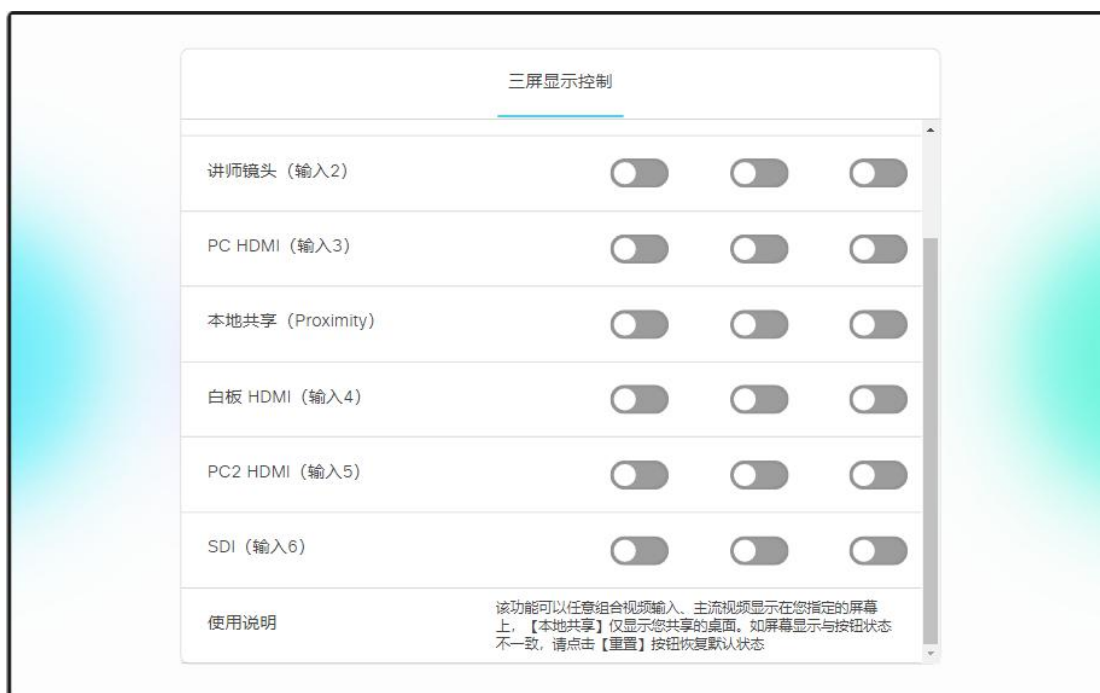 三屏显示控制
讲师镜头（输入2）
PC HDMI（输入3）
本地共享（Proximity）
白板 HDMI（输入4）
PC2 HDMI（输入5）
SDI（输入6）
使用说明
该功能可以任意组合视频输入、主流视频显示在您指定的屏幕
上，【本地共享】仅显示您共享的桌面。如屏幕显示与按钮状态
不一致，请点击【重置】按钮恢复默认状态